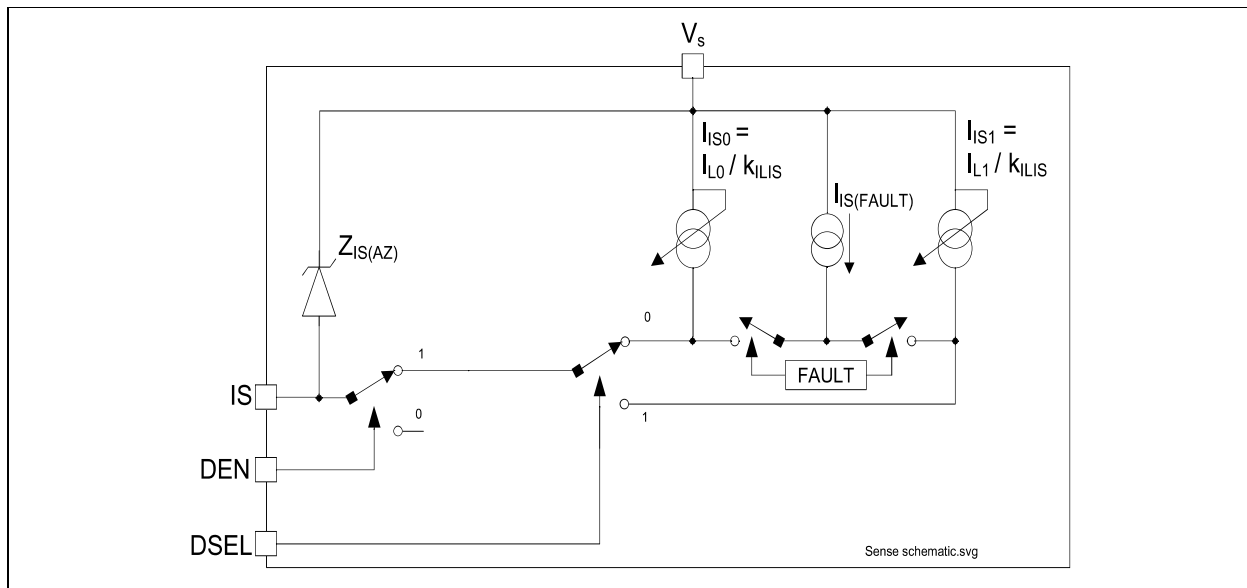 Vs
IIS0 =
IL0 / kILIS
IIS1 =
IL1 / kILIS
IIS(FAULT)
ZIS(AZ)
0
1
FAULT
IS
0
1
DEN
DSEL
Sense schematic.svg